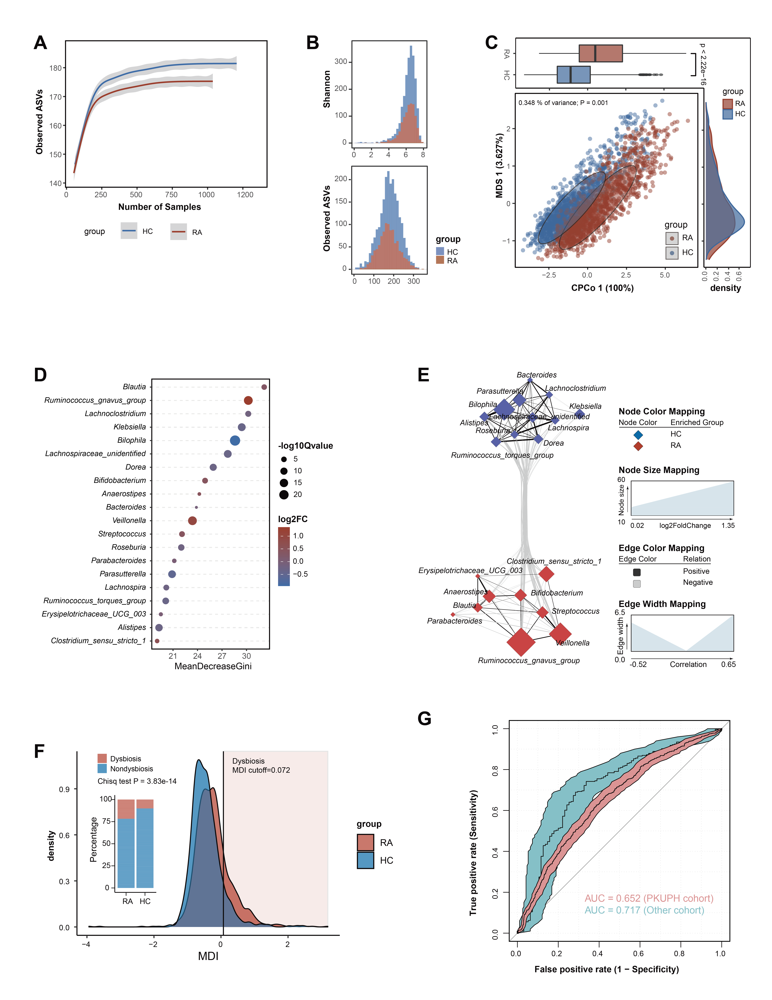 A
Observed ASVs
180
170
160
150
140
0 250 500 750 1000 1200
Number of Samples
group HC RA
B
Shannon
300
200
100
0
0 2 4 6 8
Observed ASVs
200
150
100
50
0
0 100 200 300
group
HC
RA
C
RA
HC
p < 2.22e−16
group
RA
HC
0.348 % of variance; P = 0.001
MDS 1 (3.627%)
2
1
0
−1
group
RA
HC
−2.5 0.0 2.5 5.0
CPCo 1 (100%)
0.0 0.2 0.4 0.6
density
D
Blautia
Ruminococcus_gnavus_group
Lachnoclostridium
Klebsiella
Bilophila
Lachnospiraceae_unidentified
Dorea
Bifidobacterium
Anaerostipes
Bacteroides
Veillonella
Streptococcus
Roseburia
Parabacteroides
Parasutterella
Lachnospira
Ruminococcus_torques_group
Erysipelotrichaceae_UCG_003
Alistipes
Clostridium_sensu_stricto_1
21 24 27 30
MeanDecreaseGini
-log10Qvalue
5
10
15
20
log2FC
1.0
0.5
0.0
−0.5
E
Bacteroides
Lachnoclostridium
Parasutterella
Bilophila
Klebsiella
Lachnospiraceae_unidentified
Alistipes
Lachnospira
Roseburia
Dorea
Ruminococcus_torques_group
Clostridium_sensu_stricto_1
Erysipelotrichaceae_UCG_003
Anaerostipes
Bifidobacterium
Blautia
Streptococcus
Parabacteroides
Veillonella
Ruminococcus_gnavus_group
Node Color Mapping
Node Color Enriched Group
HC
RA
Node Size Mapping
60
Node size
10
0.02 log2FoldChange 1.35
Edge Color Mapping
Edge Color Relation
Positive
Negative
Edge Width Mapping
6.5
Edge width
0.0
-0.52 Correlation 0.65
F
Dysbiosis
Nondysbiosis
Chisq test P = 3.83e-14
Percentage
100
75
50
25
0
RA HC
Dysbiosis
MDI cutoff=0.072
density
0.9
0.6
0.3
0.0
−4 −2 0 2
MDI
group
RA
HC
G
True positive rate (Sensitivity)
1.0
0.8
0.6
0.4
0.2
0.0
AUC = 0.652 (PKUPH cohort)
AUC = 0.717 (Other cohort)
0.0 0.2 0.4 0.6 0.8 1.0
False positive rate (1 − Specificity)